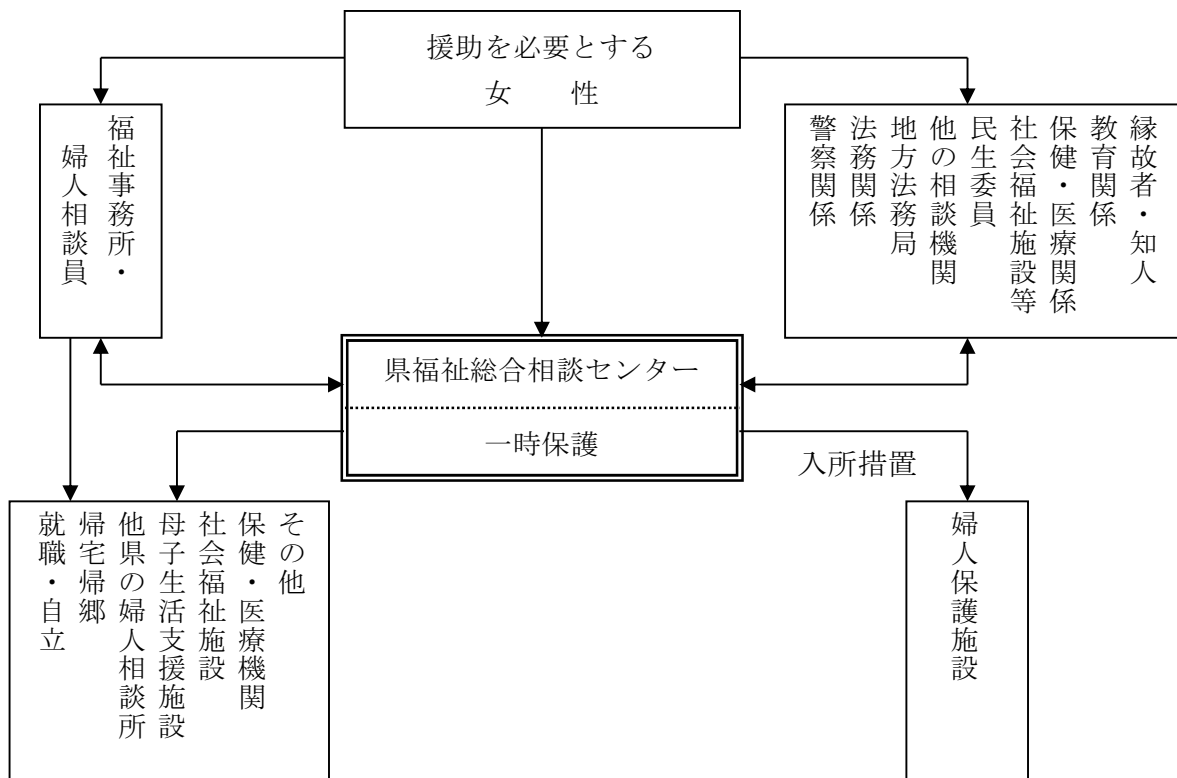 援助を必要とする
女　性
福祉事務所・
婦人相談員
縁故者・知人
教育関係
保健・医療関係
社会福祉施設等
民生委員
他の相談機関
地方法務局
法務関係
警察関係
県福祉総合相談センター
一時保護
入所措置
その他
保健・医療機関
社会福祉施設
母子生活支援施設
他県の婦人相談所
帰宅帰郷
就職・自立
婦人保護施設